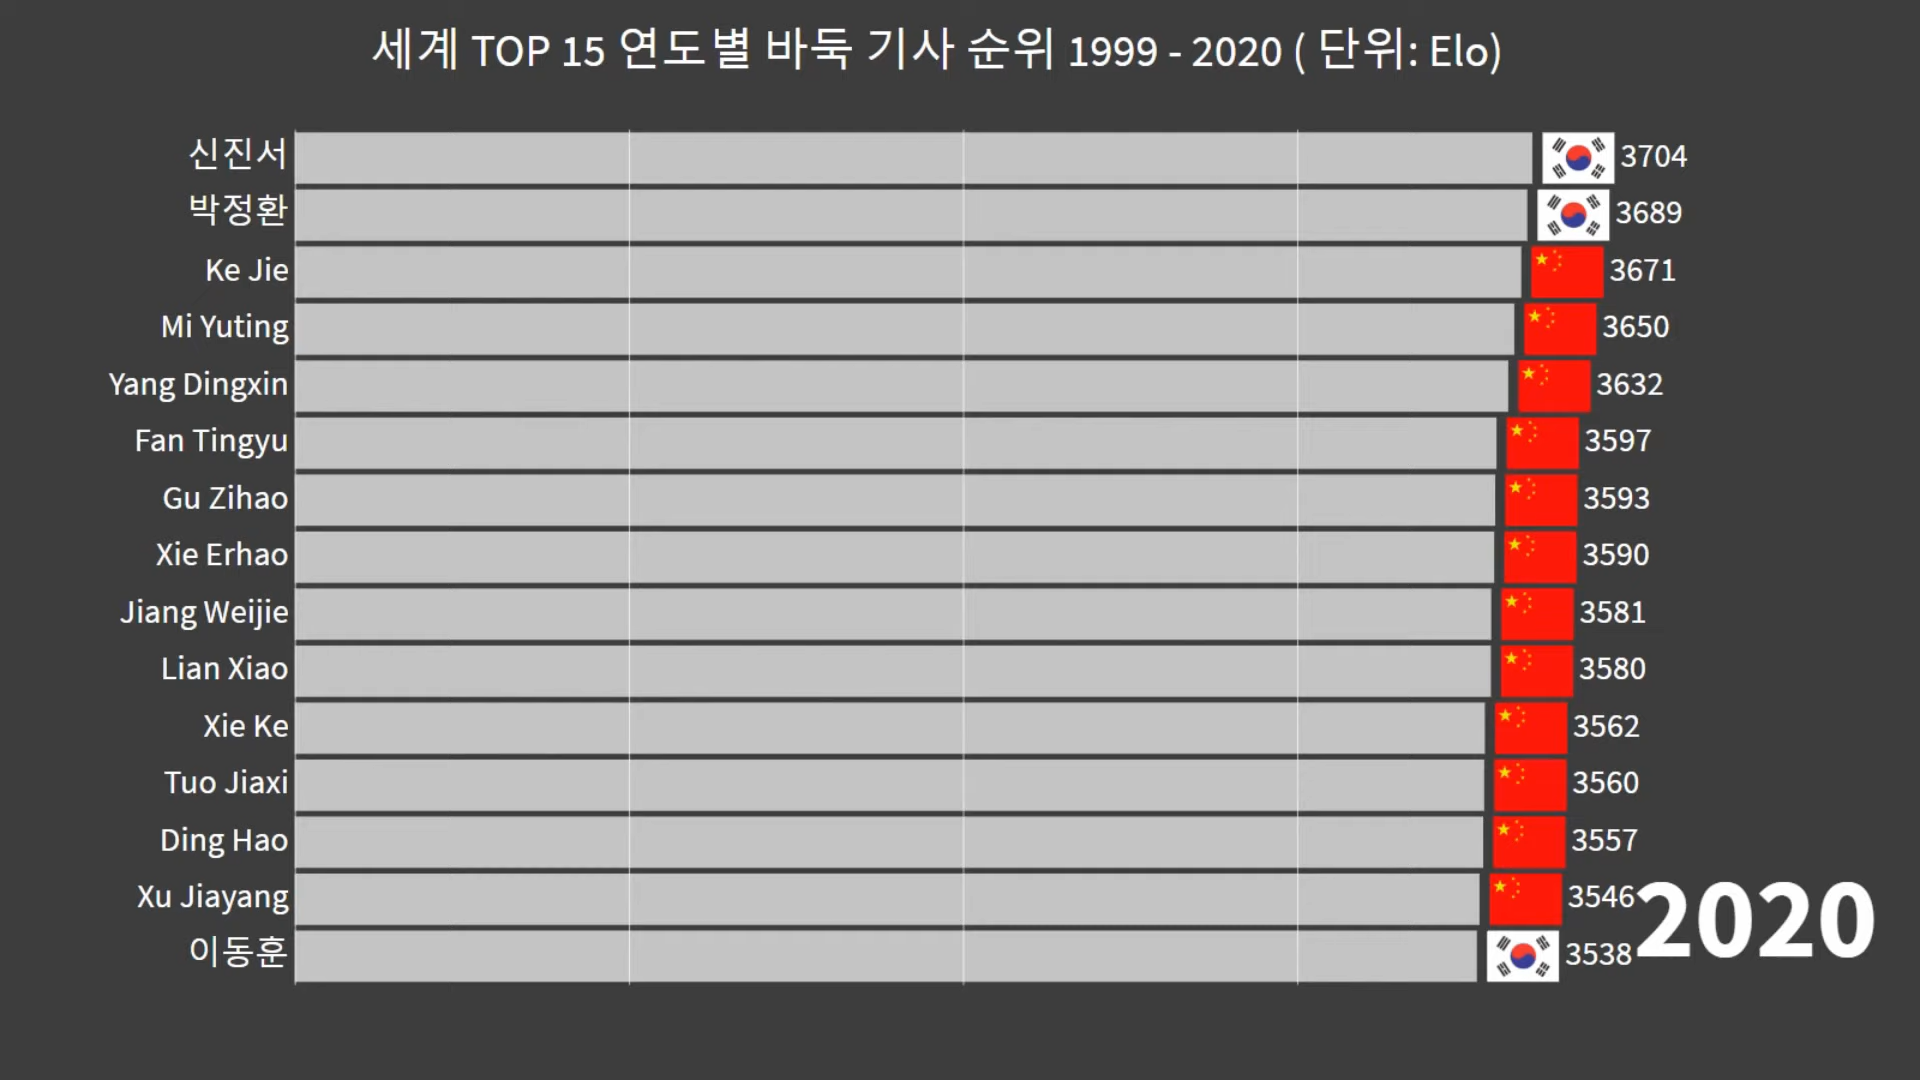 세계 TOP 15 연도별 바둑 기사 순위 1999 - 2020 ( 단위: Elo)
신진서 3704
박정환 3689
Ke Jie 3671
Mi Yuting 3650
Yang Dingxin 3632
Fan Tingyu 3597
Gu Zihao 3593
Xie Erhao 3590
Jiang Weijie 3581
Lian Xiao 3580
Xie Ke 3562
Tuo Jiaxi 3560
Ding Hao 3557
Xu Jiayang 3546
이동훈 3538
2020